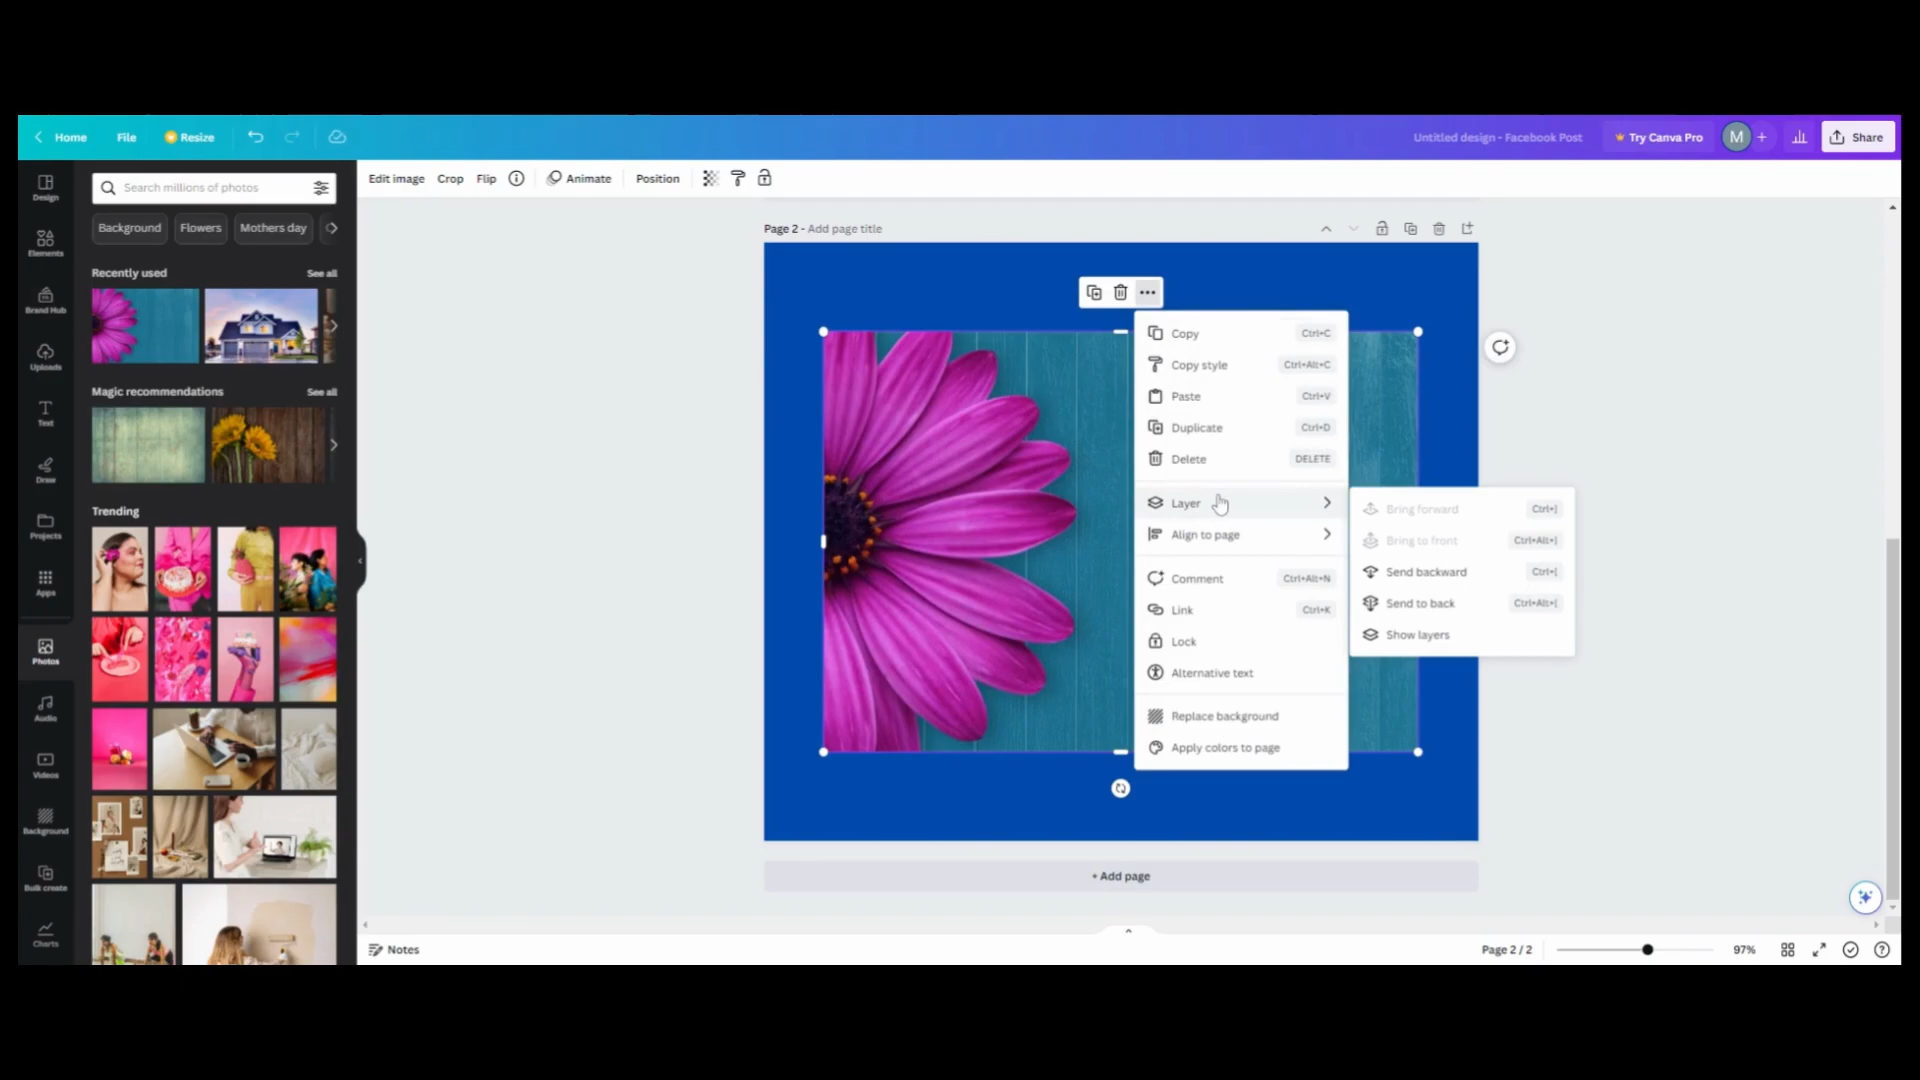 Home File Resize Untitled design - Facebook Post Try Canva Pro M + Share
Edit image Crop Flip Animate Position
Design
Elements
Brand Hub
Uploads
Text
Draw
Projects
Apps
Photos
Audio
Videos
Background
Bulk create
Charts
Search millions of photos
Background Flowers Mothers day
Recently used See all
Magic recommendations See all
Trending
Page 2 - Add page title
Copy Ctrl+C
Copy style Ctrl+Alt+C
Paste Ctrl+V
Duplicate Ctrl+D
Delete DELETE
Layer
Align to page
Comment Ctrl+Alt+N
Link Ctrl+K
Lock
Alternative text
Replace background
Apply colors to page
Bring forward Ctrl+]
Bring to front Ctrl+Alt+]
Send backward Ctrl+[
Send to back Ctrl+Alt+[
Show layers
+ Add page
Notes Page 2 / 2 97%